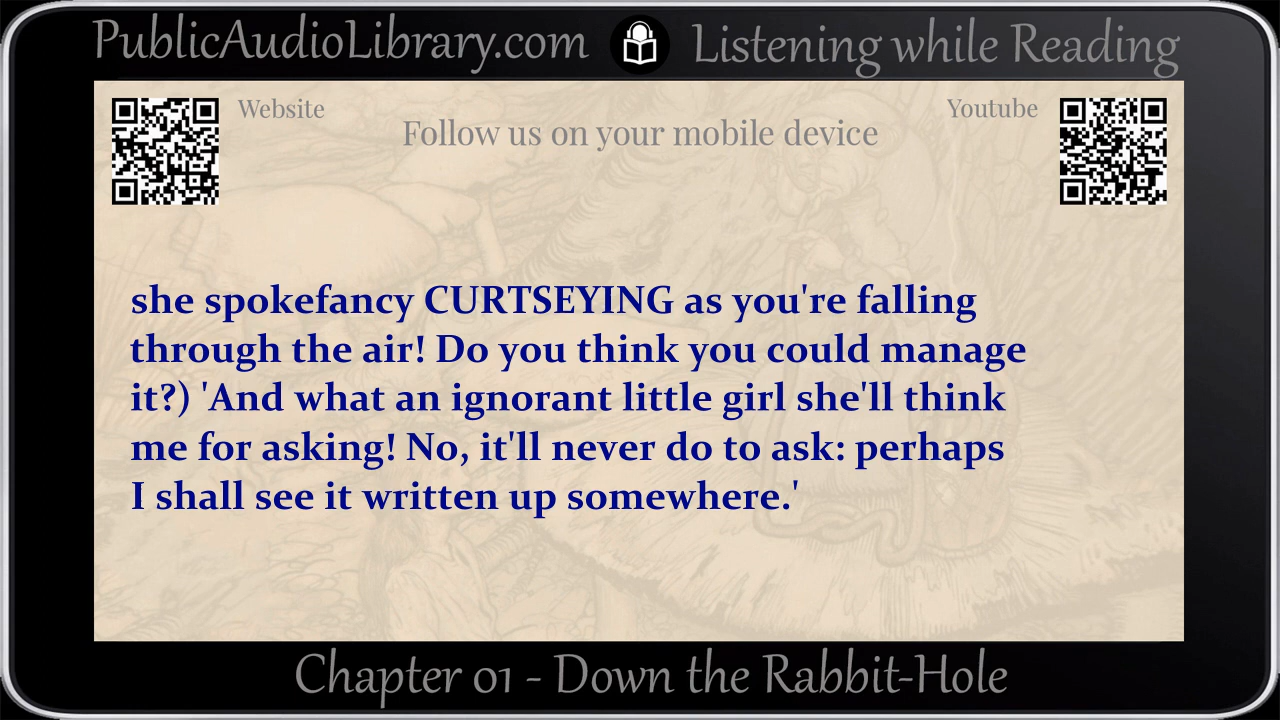 PublicAudioLibrary.com Listening while Reading
Website
Youtube
Follow us on your mobile device
she spokefancy CURTSEYING as you're falling
through the air! Do you think you could manage
it?) 'And what an ignorant little girl she'll think
me for asking! No, it'll never do to ask: perhaps
I shall see it written up somewhere.'
Chapter 01 - Down the Rabbit-Hole